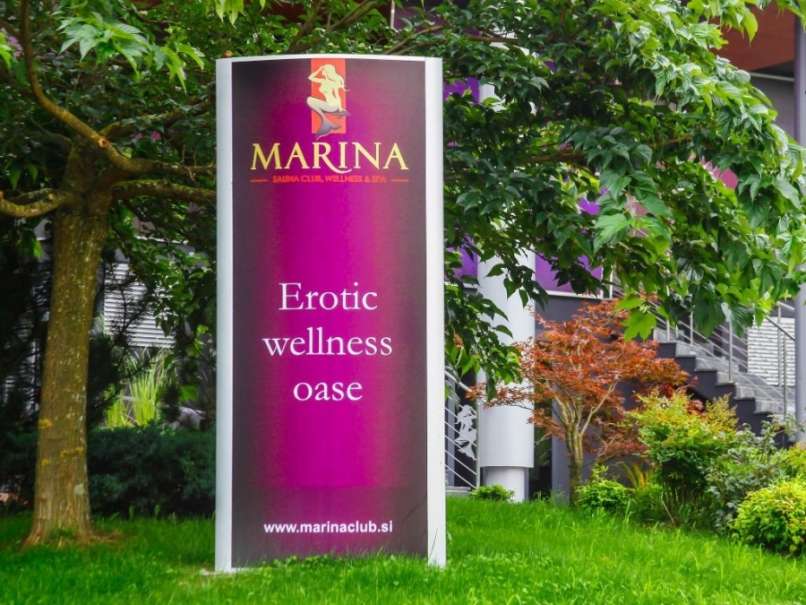 MARINA
SAUNA CLUB, WELLNESS & SPA
Erotic
wellness
oase
www.marinaclub.si